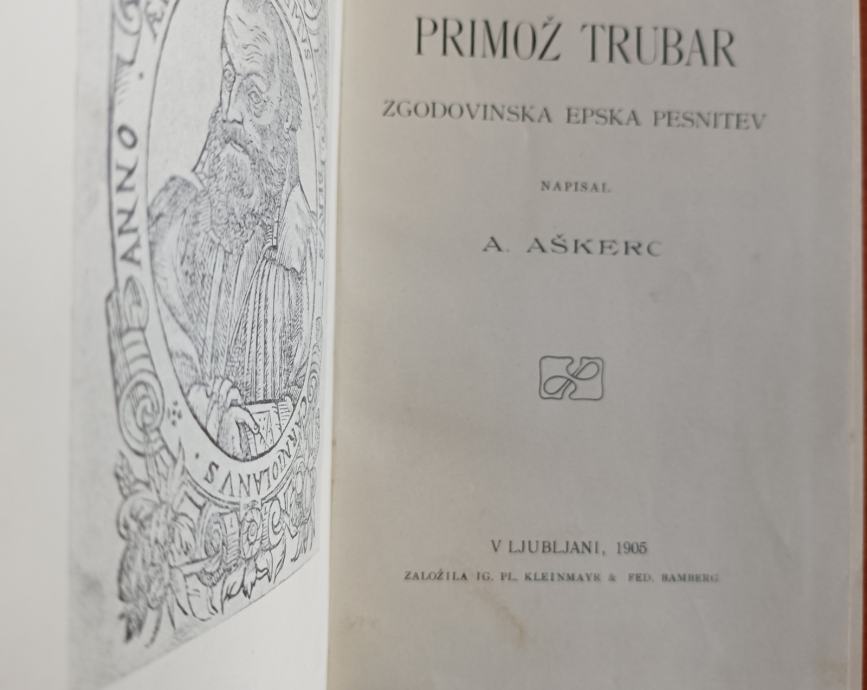 ANNO
CARNIOLANVS
PRIMOŽ TRUBAR
ZGODOVINSKA EPSKA PESNITEV
NAPISAL
A. AŠKERC
V LJUBLJANI, 1905
ZALOŽILA IG. PL. KLEINMAYR & FED. BAMBERG